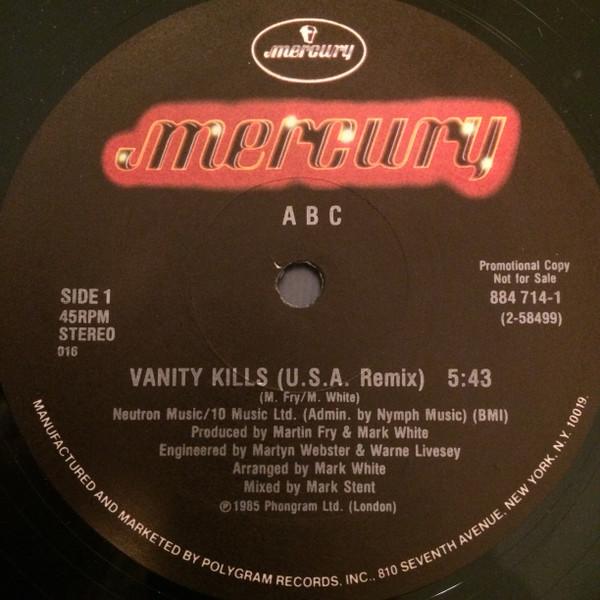 mercury
mercury
ABC
Promotional Copy
Not for Sale
884 714-1
(2-58499)
SIDE 1
45RPM
STEREO
016
VANITY KILLS (U.S.A. Remix) 5:43
(M. Fry/M. White)
Neutron Music/10 Music Ltd. (Admin. by Nymph Music) (BMI)
Produced by Martin Fry & Mark White
Engineered by Martyn Webster & Warne Livesey
Arranged by Mark White
Mixed by Mark Stent
℗1985 Phongram Ltd. (London)
MANUFACTURED AND MARKETED BY POLYGRAM RECORDS, INC., 810 SEVENTH AVENUE, NEW YORK, N.Y. 10019.